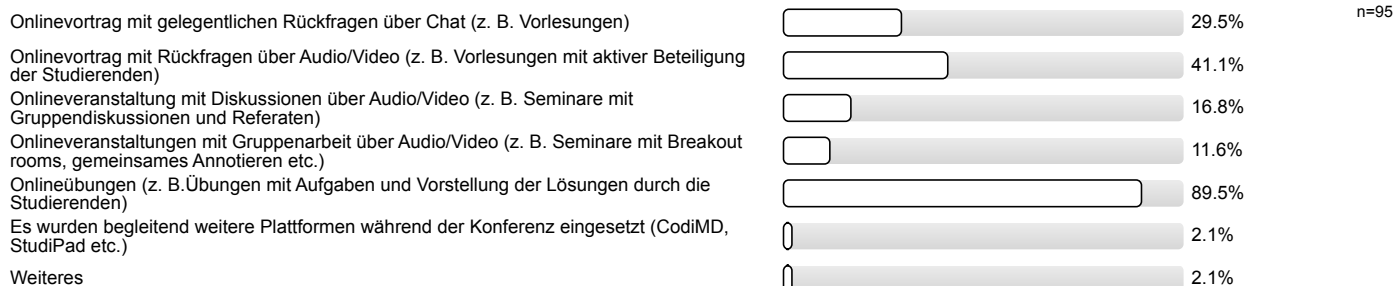 Onlinevortrag mit gelegentlichen Rückfragen über Chat (z. B. Vorlesungen) 29.5% n=95
Onlinevortrag mit Rückfragen über Audio/Video (z. B. Vorlesungen mit aktiver Beteiligung
der Studierenden) 41.1%
Onlineveranstaltung mit Diskussionen über Audio/Video (z. B. Seminare mit
Gruppendiskussionen und Referaten) 16.8%
Onlineveranstaltungen mit Gruppenarbeit über Audio/Video (z. B. Seminare mit Breakout
rooms, gemeinsames Annotieren etc.) 11.6%
Onlineübungen (z. B.Übungen mit Aufgaben und Vorstellung der Lösungen durch die
Studierenden) 89.5%
Es wurden begleitend weitere Plattformen während der Konferenz eingesetzt (CodiMD,
StudiPad etc.) 2.1%
Weiteres 2.1%